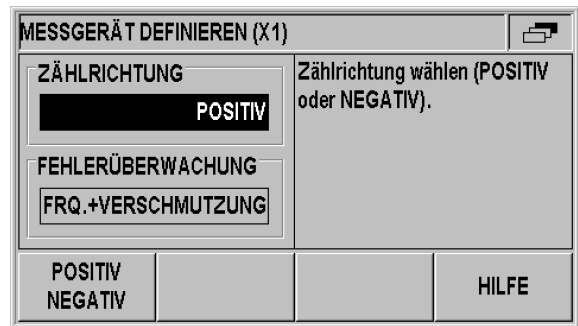 MESSGERÄT DEFINIEREN (X1)
ZÄHLRICHTUNG
POSITIV
FEHLERÜBERWACHUNG
FRQ.+VERSCHMUTZUNG
Zählrichtung wählen (POSITIV
oder NEGATIV).
POSITIV
NEGATIV
HILFE